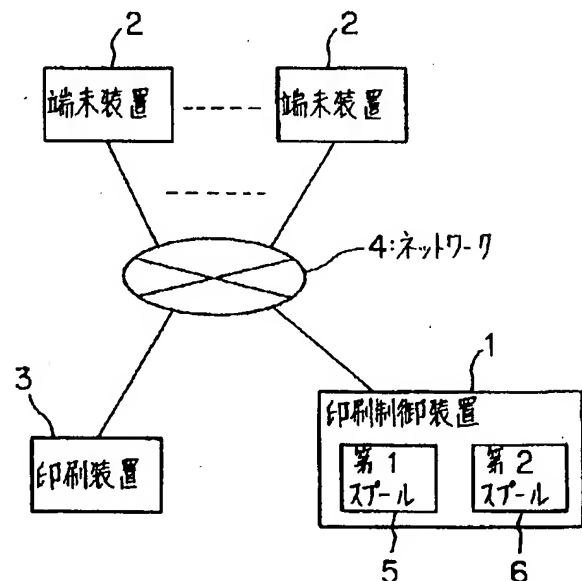 2 2
端末装置 端末装置
4:ネットワーク
1
3
印刷制御装置
印刷装置
第1 第2
スプール スプール
5 6